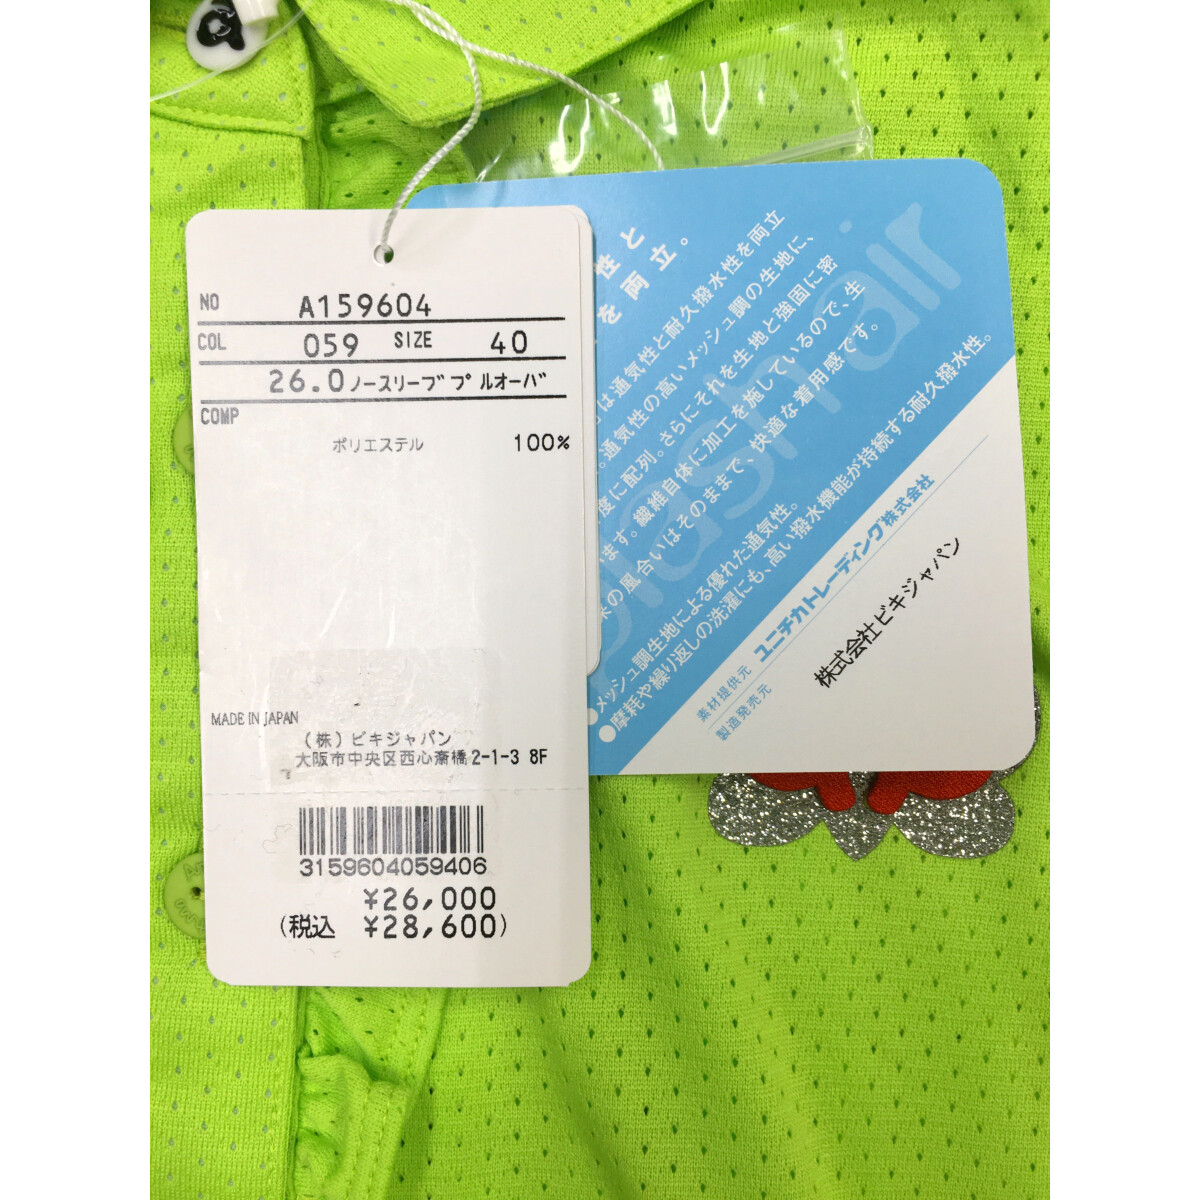 NO A159604
COL 059 SIZE 40
26.0ノースリーブプルオーバ
COMP
ポリエステル 100%
MADE IN JAPAN
(株)ビキジャパン
大阪市中央区西心斎橋2-1-3 8F
3159604059406
¥26,000
(税込 ¥28,600)
性と
を両立。
は通気性と耐久撥水性を両立
。通気性の高いメッシュ調の生地に、
度に配列。さらにそれを生地と強固に密
ます。繊維自体に加工を施しているので、生
来の風合いはそのままで、快適な着用感です。
●メッシュ調生地による優れた通気性。
●摩耗や繰り返しの洗濯にも、高い撥水機能が持続する耐久撥水性。
素材提供元 ユニチカトレーディング株式会社
製造発売元 株式会社ビキジャパン
air